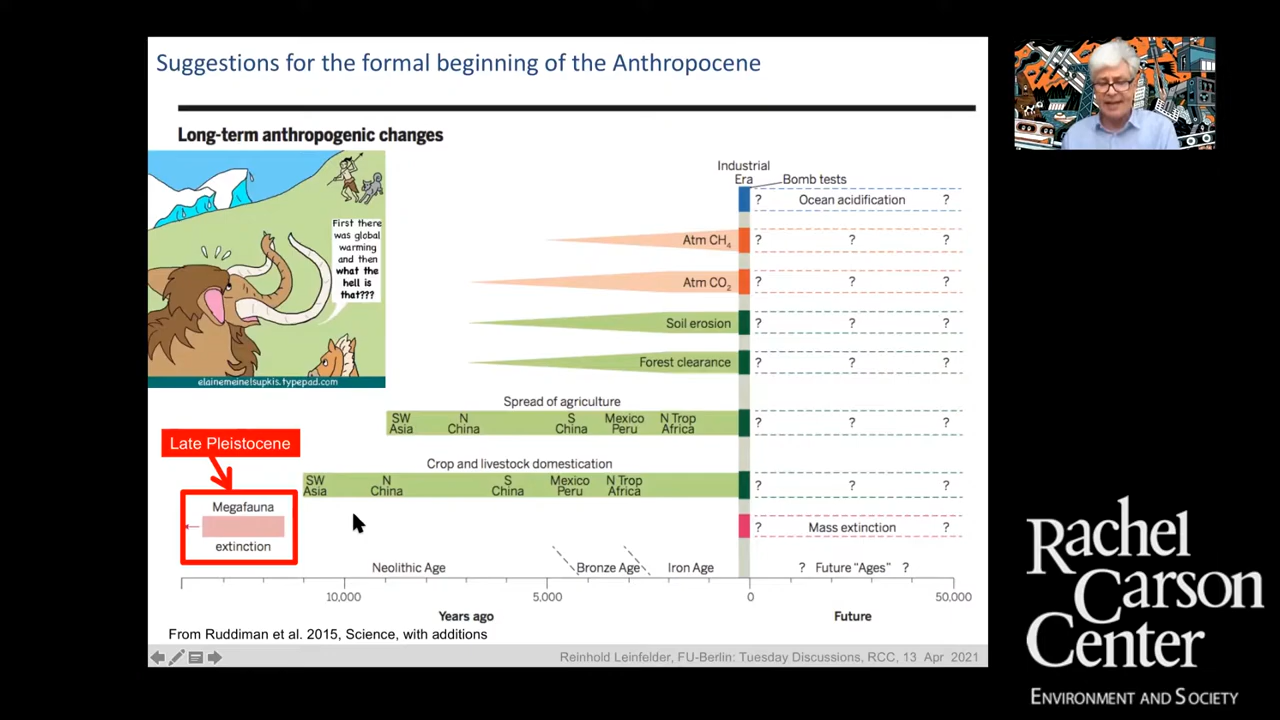 Suggestions for the formal beginning of the Anthropocene
Long-term anthropogenic changes
First there
was global
warming
and then
what the
hell is
that???
elainemeinelsupkis.typepad.com
Industrial
Era
Bomb tests
? Ocean acidification ?
Atm CH4 ? ? ?
Atm CO2 ? ? ?
Soil erosion ? ? ?
Forest clearance ? ? ?
Spread of agriculture
SW Asia N China S China Mexico Peru N Trop Africa ? ? ?
Crop and livestock domestication
SW Asia N China S China Mexico Peru N Trop Africa ? ? ?
Late Pleistocene
Megafauna
extinction
? Mass extinction ?
Neolithic Age Bronze Age Iron Age ? Future "Ages" ?
10,000 5,000 0 50,000
Years ago Future
From Ruddiman et al. 2015, Science, with additions
Reinhold Leinfelder, FU-Berlin: Tuesday Discussions, RCC, 13 Apr 2021
Rachel
Carson
Center
ENVIRONMENT AND SOCIETY